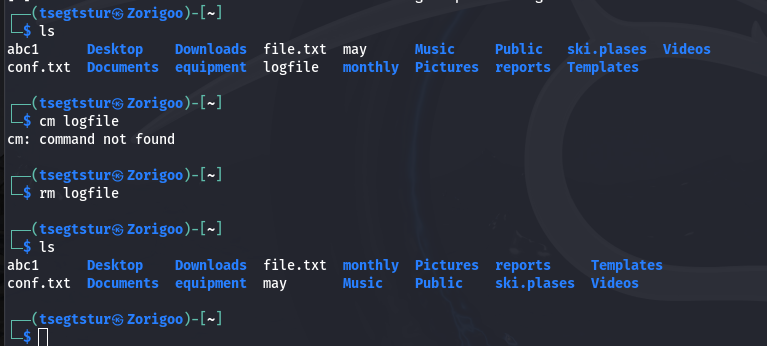 ┌──(tsegtstur㉿Zorigoo)-[~]
└─$ ls
abc1      Desktop    Downloads  file.txt  may      Music     Public   ski.plases  Videos
conf.txt  Documents  equipment  logfile   monthly  Pictures  reports  Templates
┌──(tsegtstur㉿Zorigoo)-[~]
└─$ cm logfile
cm: command not found
┌──(tsegtstur㉿Zorigoo)-[~]
└─$ rm logfile
┌──(tsegtstur㉿Zorigoo)-[~]
└─$ ls
abc1      Desktop    Downloads  file.txt  monthly  Pictures  reports     Templates
conf.txt  Documents  equipment  may       Music    Public    ski.plases  Videos
┌──(tsegtstur㉿Zorigoo)-[~]
└─$